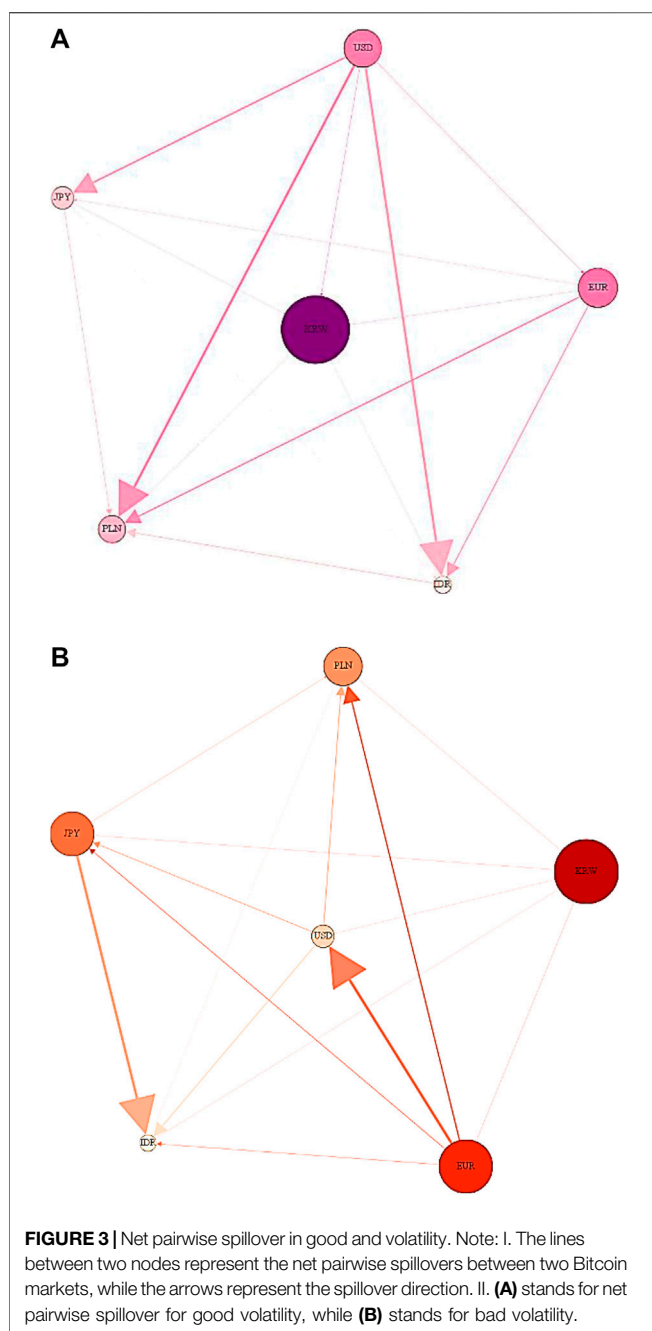 A
USD
JPY
EUR
KRW
PLN
IDR
B
PLN
JPY
KRW
USD
IDR
EUR
FIGURE 3 | Net pairwise spillover in good and volatility. Note: I. The lines
between two nodes represent the net pairwise spillovers between two Bitcoin
markets, while the arrows represent the spillover direction. II. (A) stands for net
pairwise spillover for good volatility, while (B) stands for bad volatility.